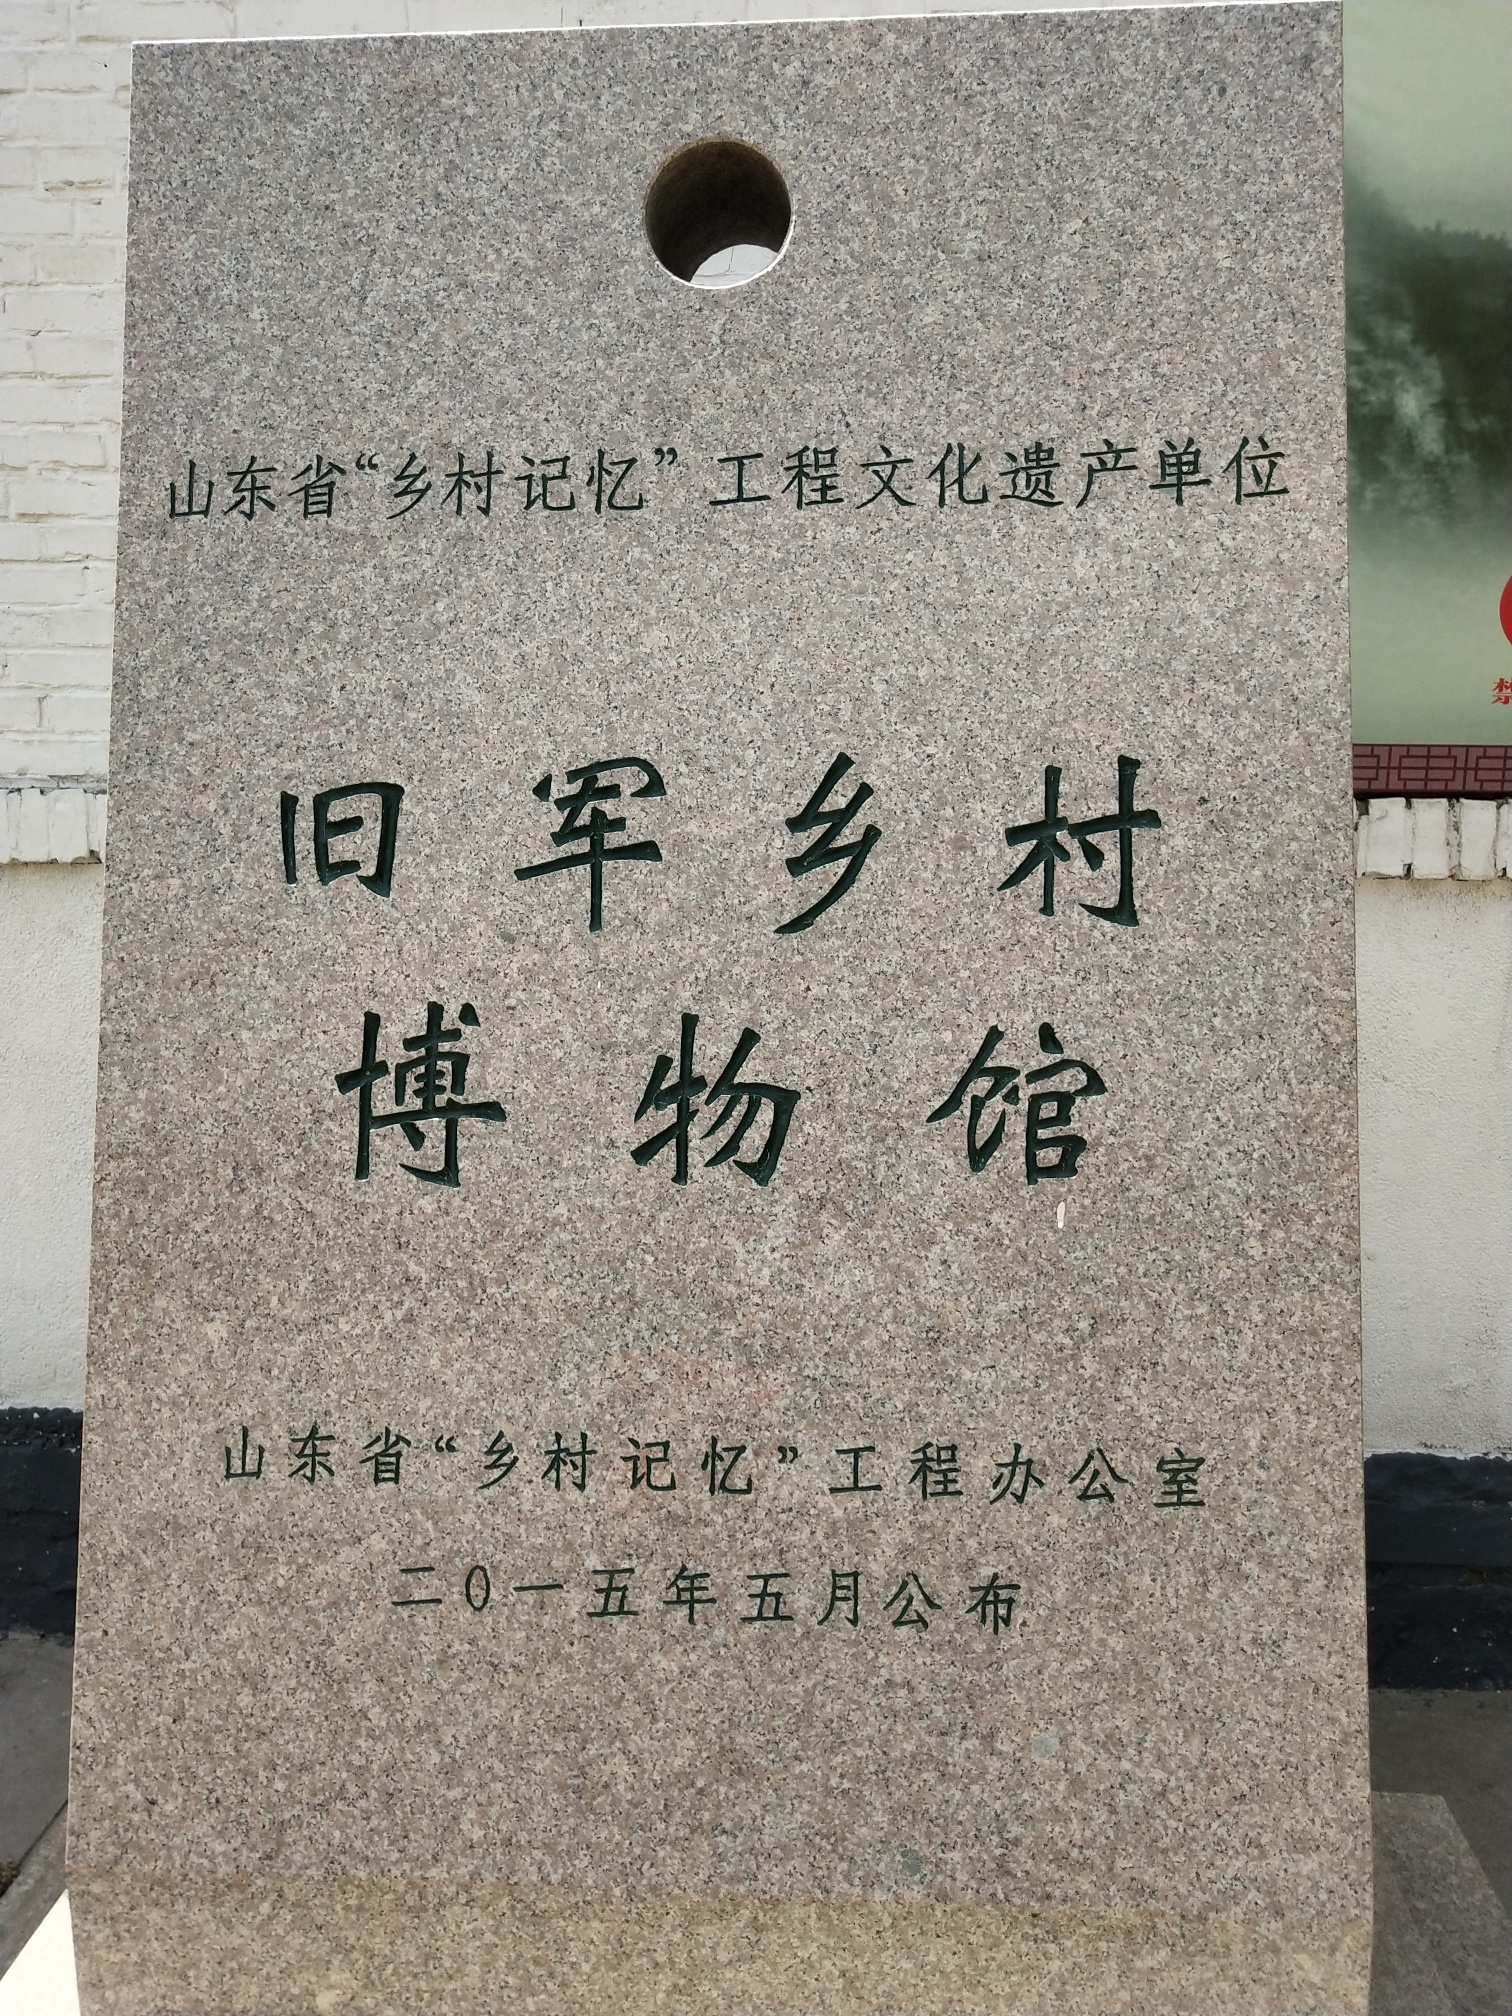 山东省“乡村记忆”工程文化遗产单位
旧军乡村
博物馆
山东省“乡村记忆”工程办公室
二0一五年五月公布